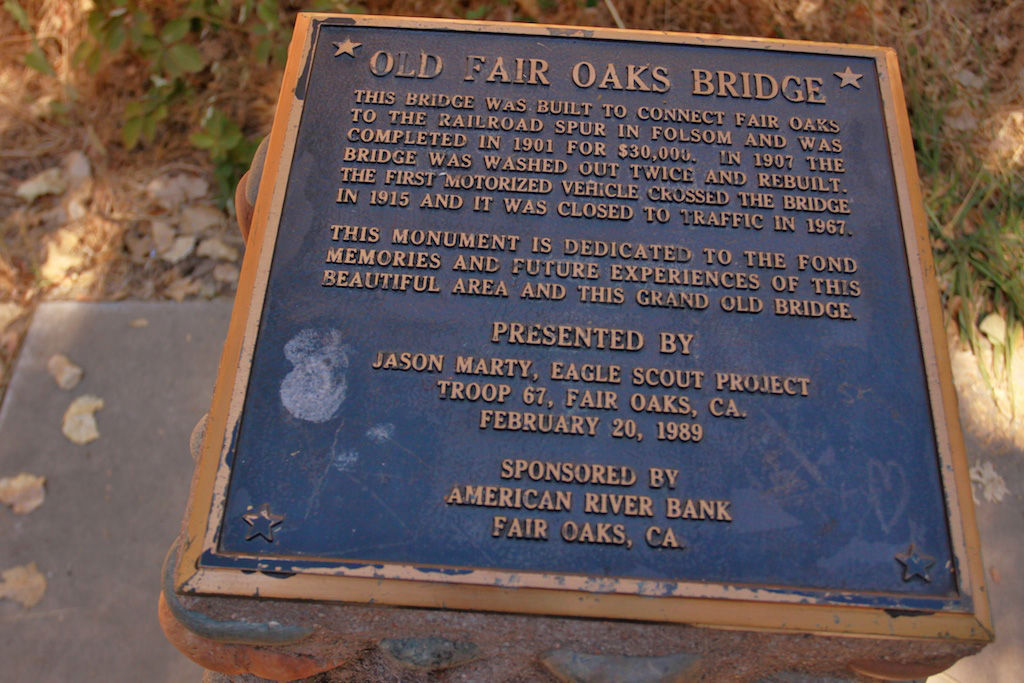 OLD FAIR OAKS BRIDGE
THIS BRIDGE WAS BUILT TO CONNECT FAIR OAKS
TO THE RAILROAD SPUR IN FOLSOM AND WAS
COMPLETED IN 1901 FOR $30,000. IN 1907 THE
BRIDGE WAS WASHED OUT TWICE AND REBUILT.
THE FIRST MOTORIZED VEHICLE CROSSED THE BRIDGE
IN 1915 AND IT WAS CLOSED TO TRAFFIC IN 1967.
THIS MONUMENT IS DEDICATED TO THE FOND
MEMORIES AND FUTURE EXPERIENCES OF THIS
BEAUTIFUL AREA AND THIS GRAND OLD BRIDGE.
PRESENTED BY
JASON MARTY, EAGLE SCOUT PROJECT
TROOP 67, FAIR OAKS, CA.
FEBRUARY 20, 1989
SPONSORED BY
AMERICAN RIVER BANK
FAIR OAKS, CA.